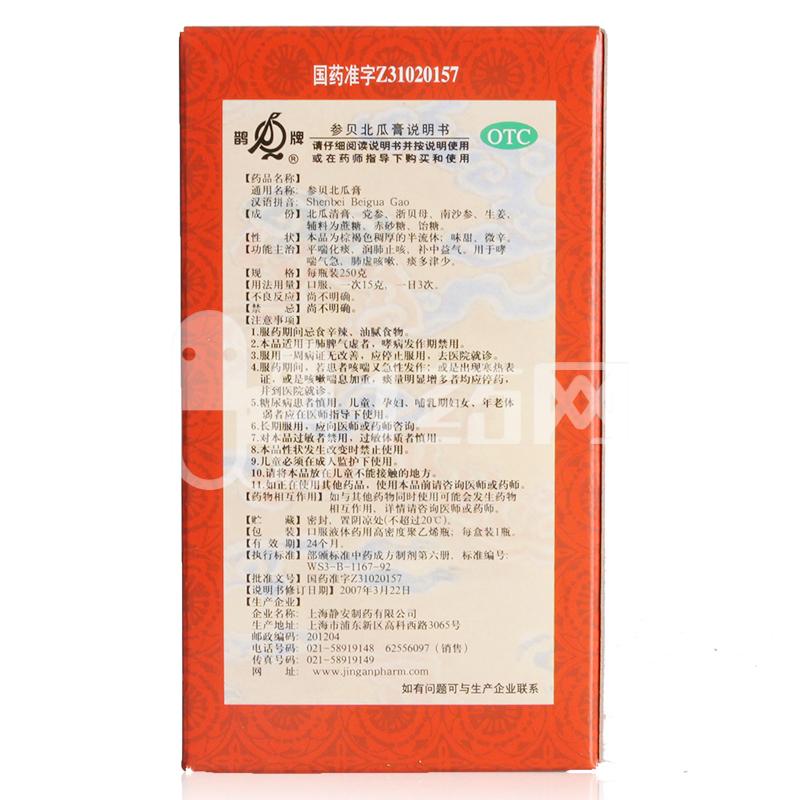 国药准字Z31020157
鹊 牌
®
参贝北瓜膏说明书
请仔细阅读说明书并按说明使用
或在药师指导下购买和使用
OTC
【药品名称】
通用名称：参贝北瓜膏
汉语拼音：Shenbei Beigua Gao
【成　份】北瓜清膏、党参、浙贝母、南沙参、生姜，
辅料为蔗糖、赤砂糖、饴糖。
【性　状】本品为棕褐色稠厚的半流体；味甜、微辛。
【功能主治】平喘化痰，润肺止咳，补中益气。用于哮
喘气急，肺虚咳嗽，痰多津少。
【规　格】每瓶装250克
【用法用量】口服，一次15克，一日3次。
【不良反应】尚不明确。
【禁　忌】尚不明确。
【注意事项】
1.服药期间忌食辛辣、油腻食物。
2.本品适用于肺脾气虚者，哮病发作期禁用。
3.服用一周病证无改善，应停止服用，去医院就诊。
4.服药期间，若患者咳喘又急性发作；或是出现寒热表
证，或是咳嗽喘息加重，痰量明显增多者均应停药，
并到医院就诊。
5.糖尿病患者慎用。儿童、孕妇、哺乳期妇女、年老体
弱者应在医师指导下使用。
6.长期服用，应向医师或药师咨询。
7.对本品过敏者禁用，过敏体质者慎用。
8.本品性状发生改变时禁止使用。
9.儿童必须在成人监护下使用。
10.请将本品放在儿童不能接触的地方。
11.如正在使用其他药品，使用本品前请咨询医师或药师。
【药物相互作用】如与其他药物同时使用可能会发生药物
相互作用，详情请咨询医师或药师。
【贮　藏】密封，置阴凉处(不超过20℃)。
【包　装】口服液体药用高密度聚乙烯瓶；每盒装1瓶。
【有 效 期】24个月。
【执行标准】部颁标准中药成方制剂第六册，标准编号：
WS3-B-1167-92
【批准文号】国药准字Z31020157
【说明书修订日期】2007年3月22日
【生产企业】
企业名称：上海静安制药有限公司
生产地址：上海市浦东新区高科西路3065号
邮政编码：201204
电话号码：021-58919148 62556097（销售）
传真号码：021-58919149
网　址：www.jinganpharm.com
如有问题可与生产企业联系